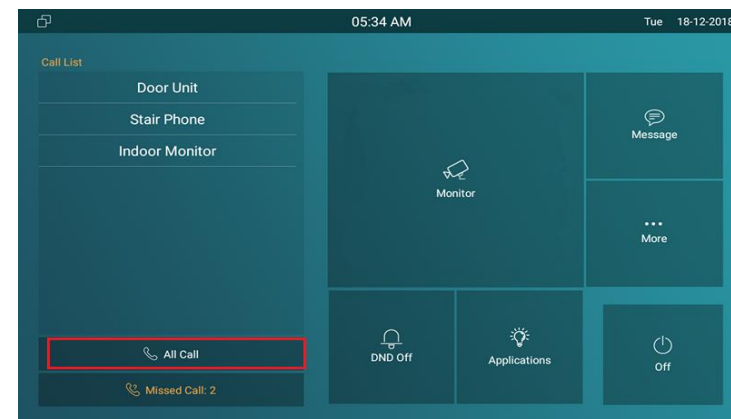 05:34 AM
Tue 18-12-2018
Call List
Door Unit
Stair Phone
Indoor Monitor
All Call
Missed Call: 2
Monitor
Message
More
DND Off
Applications
Off